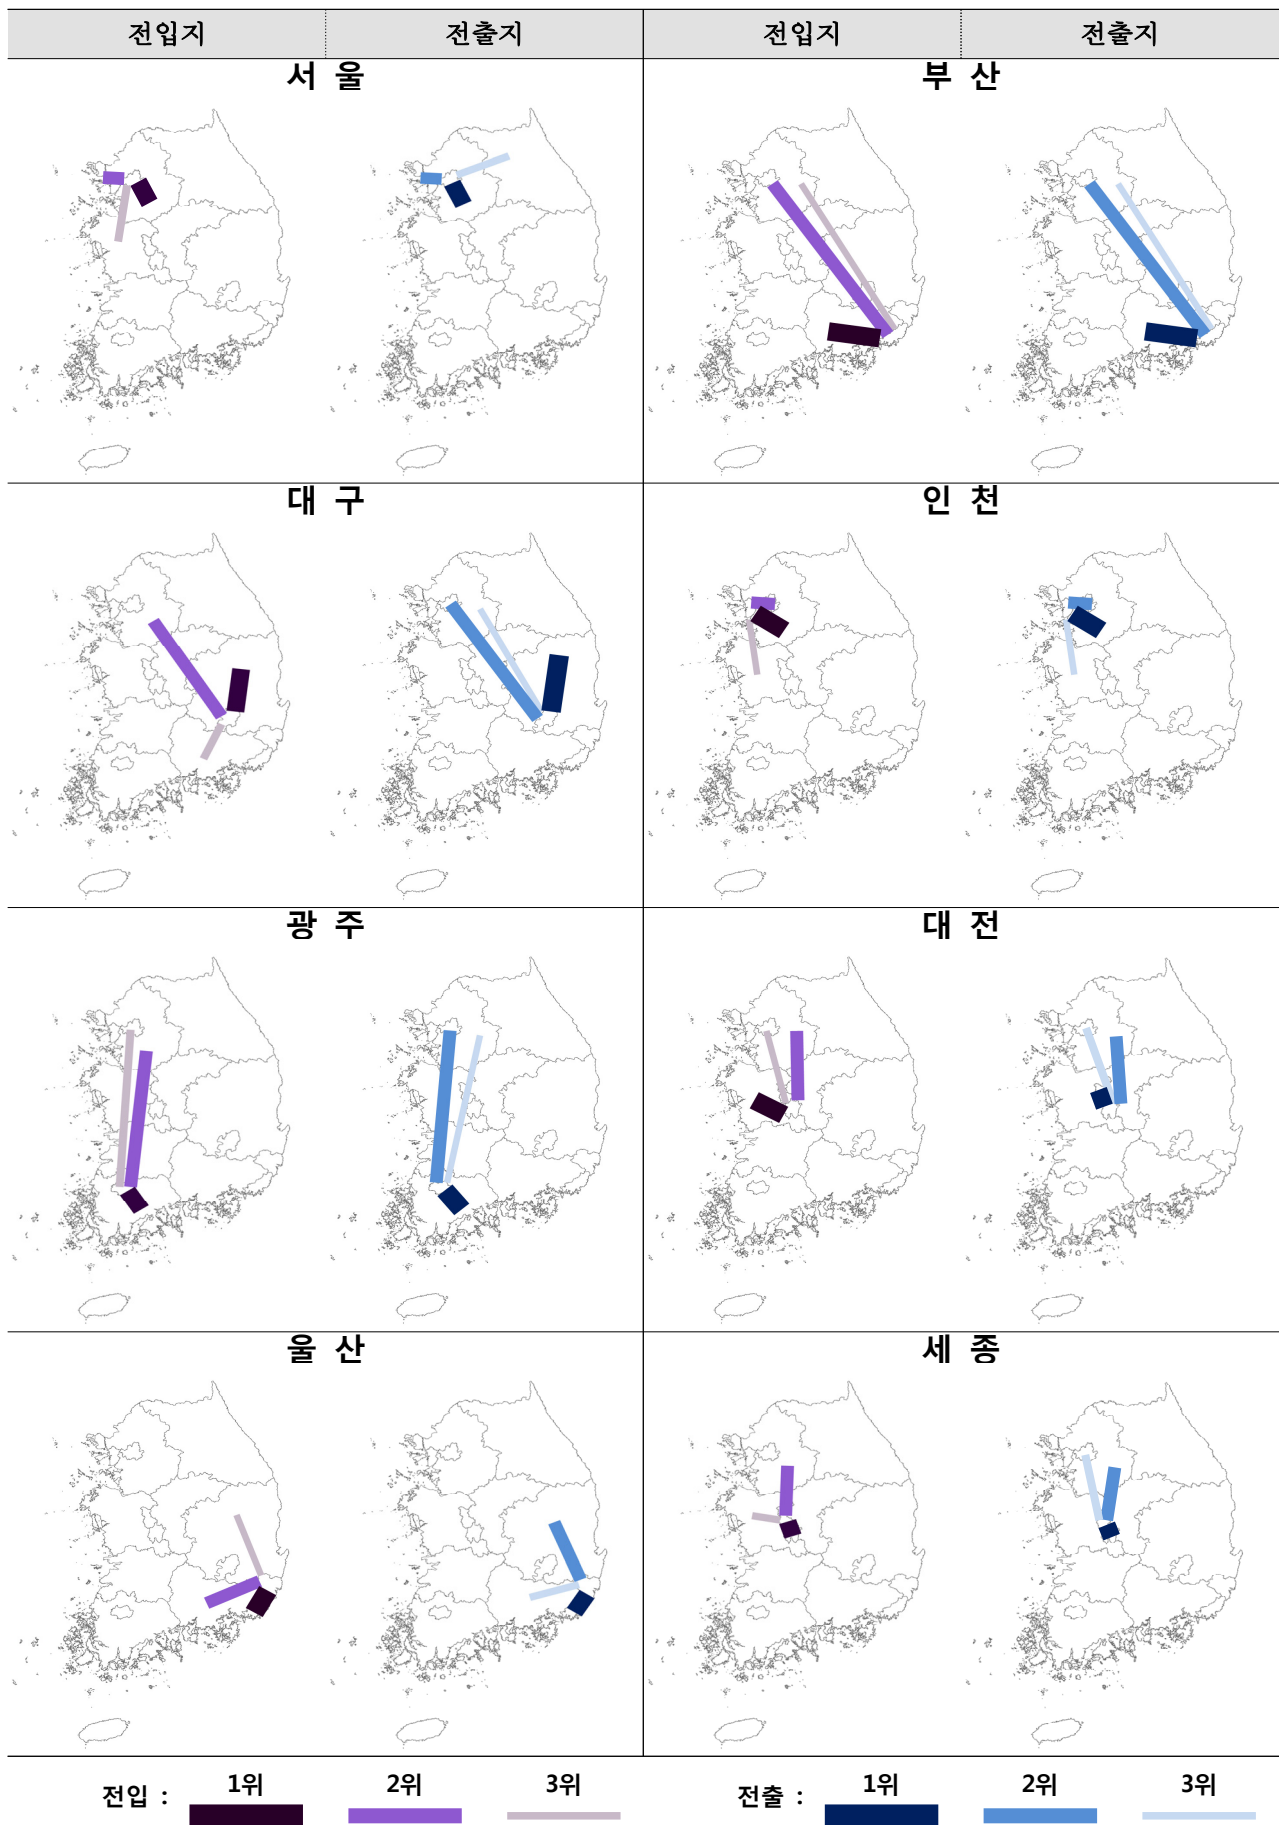 전입지 전출지 전입지 전출지
서 울 부 산
대 구 인 천
광 주 대 전
울 산 세 종
전입 : 1위 2위 3위 전출 : 1위 2위 3위